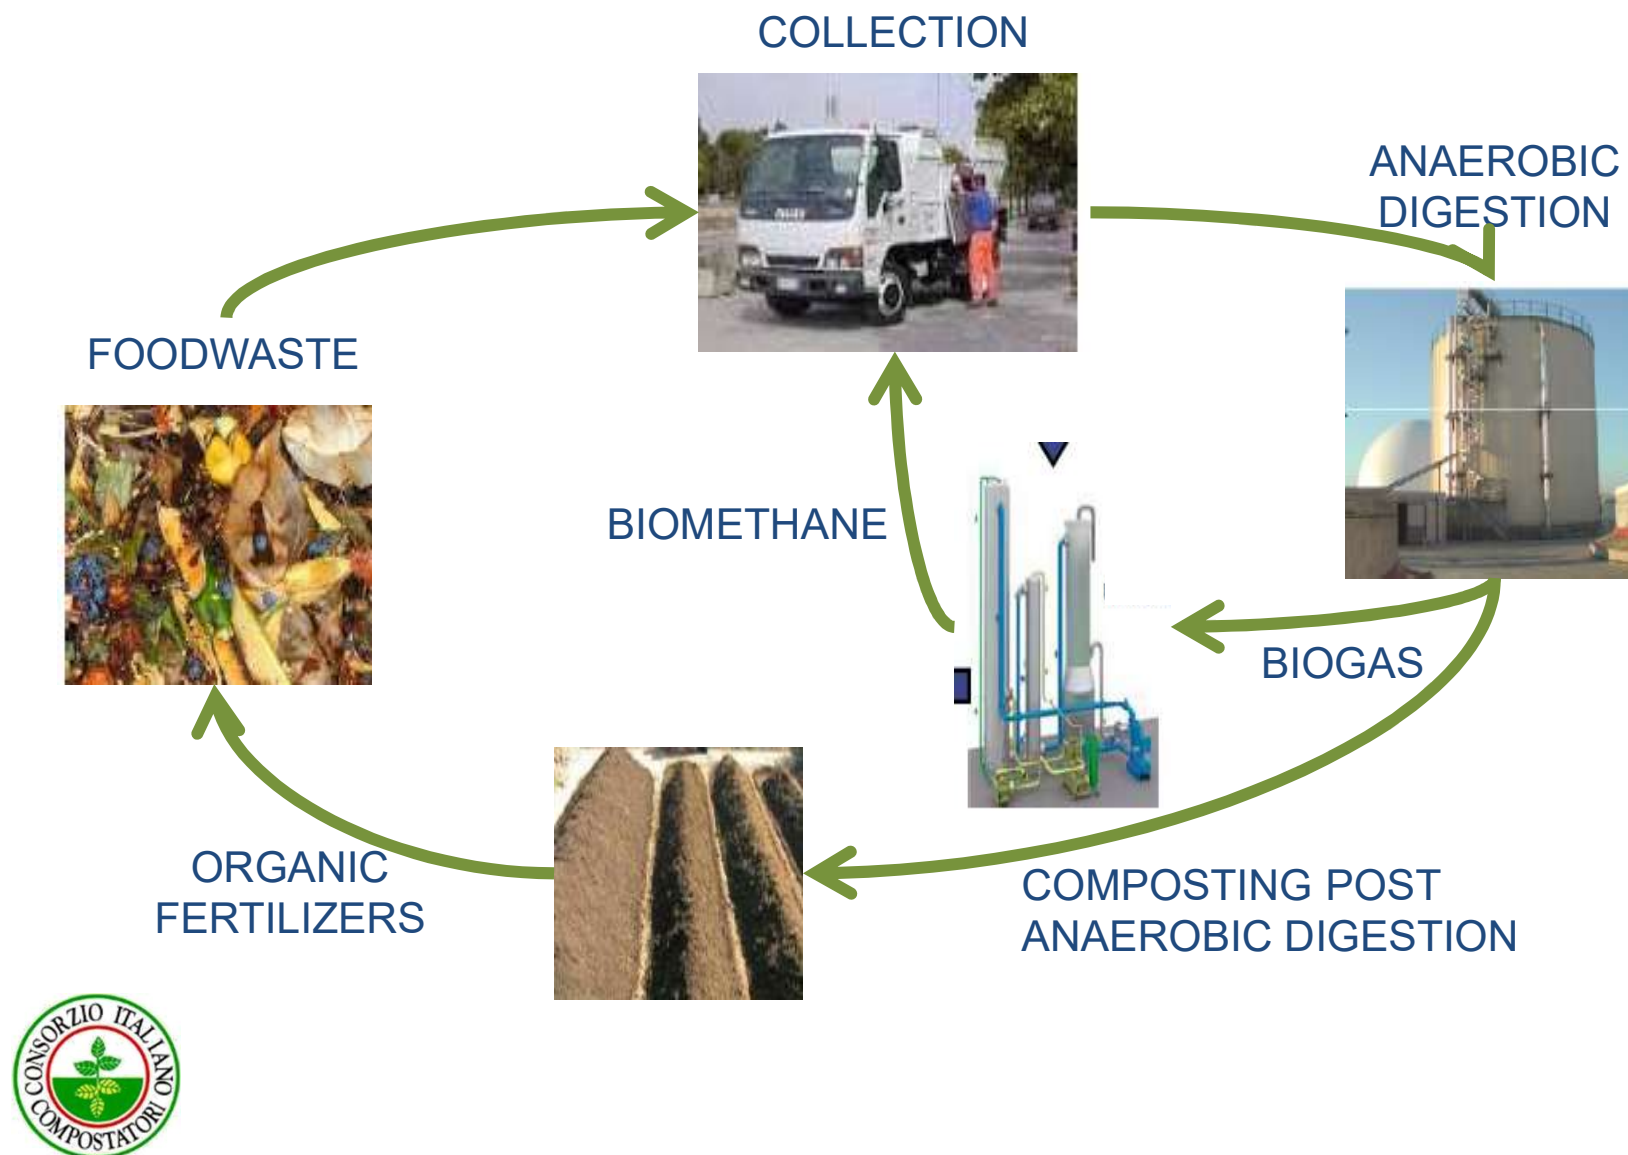 COLLECTION
ANAEROBIC
DIGESTION
FOODWASTE
BIOMETHANE
BIOGAS
ORGANIC
FERTILIZERS
COMPOSTING POST
ANAEROBIC DIGESTION
CONSORZIO ITALIANO
COMPOSTATORI